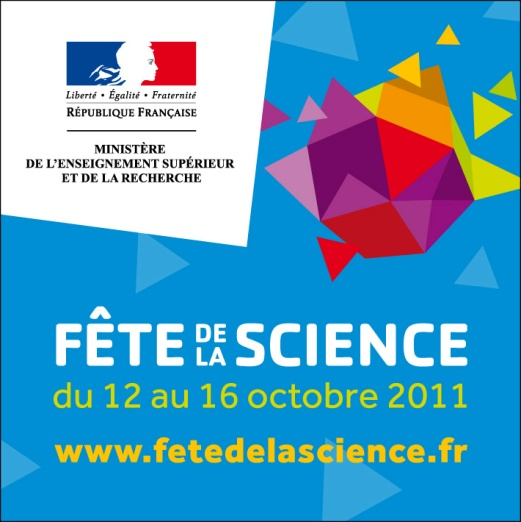 Liberté • Égalité • Fraternité
RÉPUBLIQUE FRANÇAISE
MINISTÈRE
DE L'ENSEIGNEMENT SUPÉRIEUR
ET DE LA RECHERCHE
FÊTE DE LA SCIENCE
du 12 au 16 octobre 2011
www.fetedelascience.fr